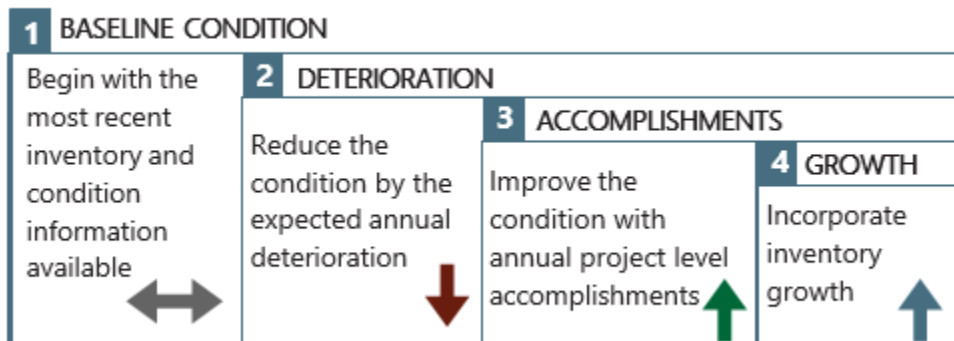 1 BASELINE CONDITION
Begin with the
most recent
inventory and
condition
information
available
2 DETERIORATION
Reduce the
condition by the
expected annual
deterioration
3 ACCOMPLISHMENTS
Improve the
condition with
annual project level
accomplishments
4 GROWTH
Incorporate
inventory
growth